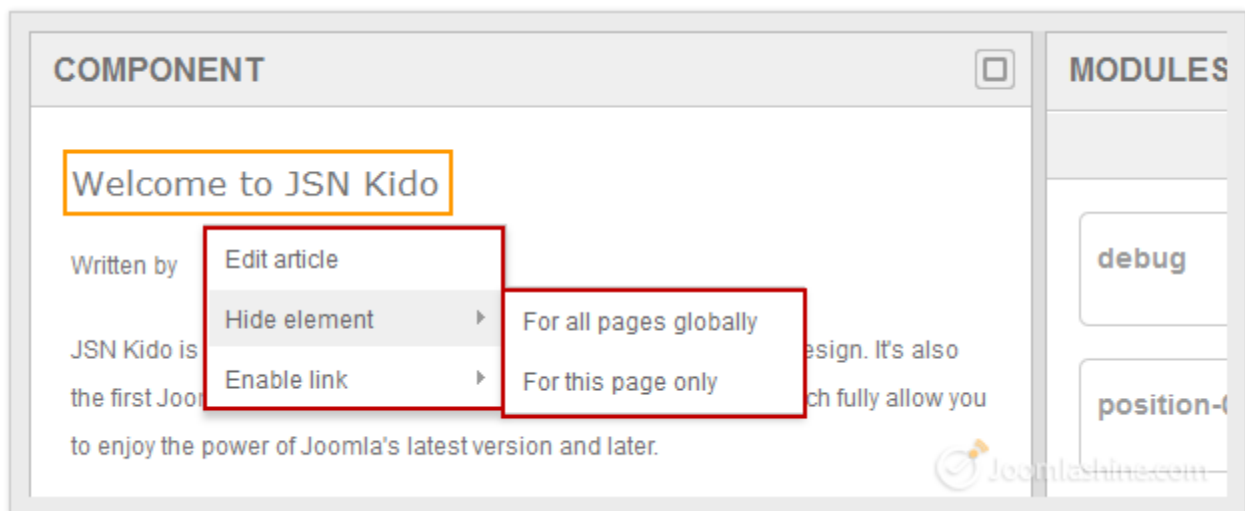 COMPONENT
MODULES
Welcome to JSN Kido
Written by
Edit article
Hide element
Enable link
For all pages globally
For this page only
JSN Kido is esign. It's also
the first Joo ch fully allow you
to enjoy the power of Joomla's latest version and later.
debug
position-0
Joomlashine.com